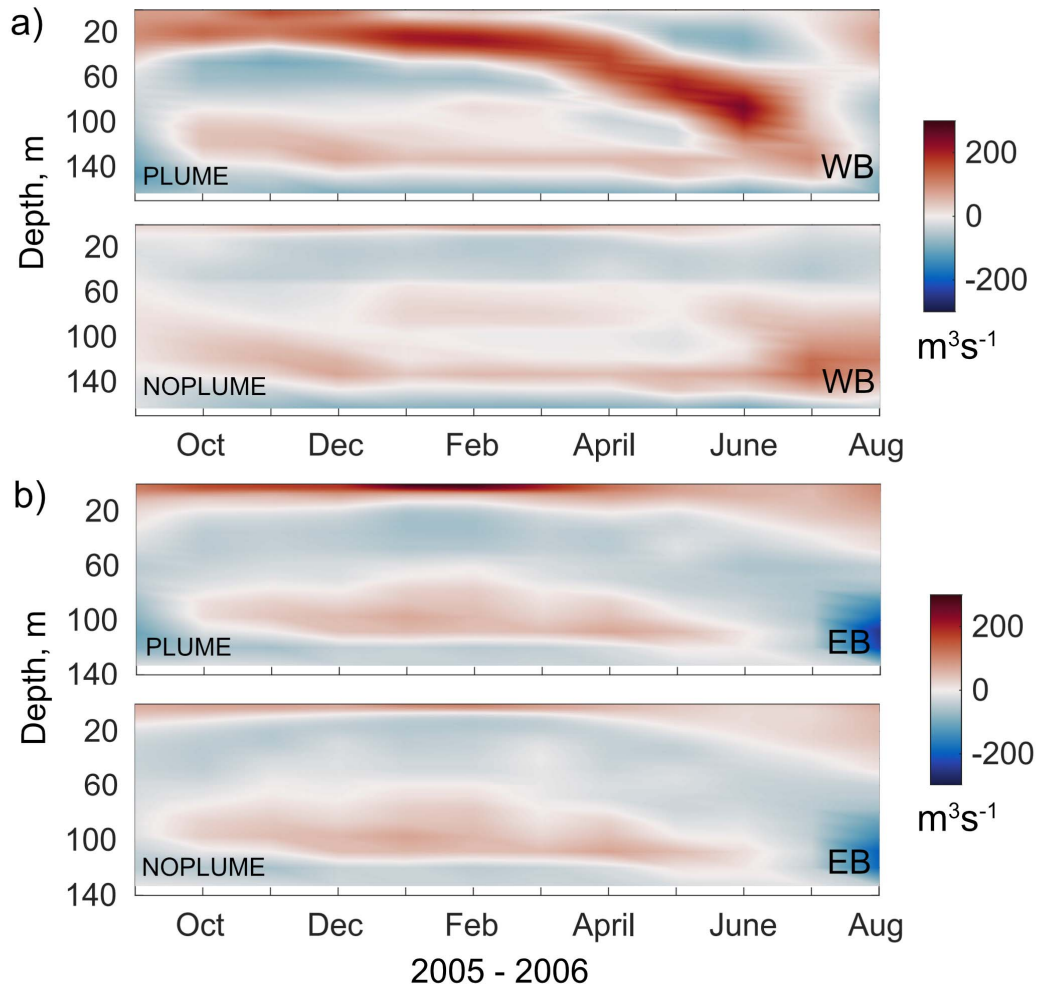 a)
20
60
100
140
PLUME
WB
Depth, m
20
60
100
140
NOPLUME
WB
Oct Dec Feb April June Aug
200
0
-200
m³s⁻¹
b)
20
60
100
140
PLUME
EB
Depth, m
20
60
100
140
NOPLUME
EB
Oct Dec Feb April June Aug
2005 - 2006
200
0
-200
m³s⁻¹